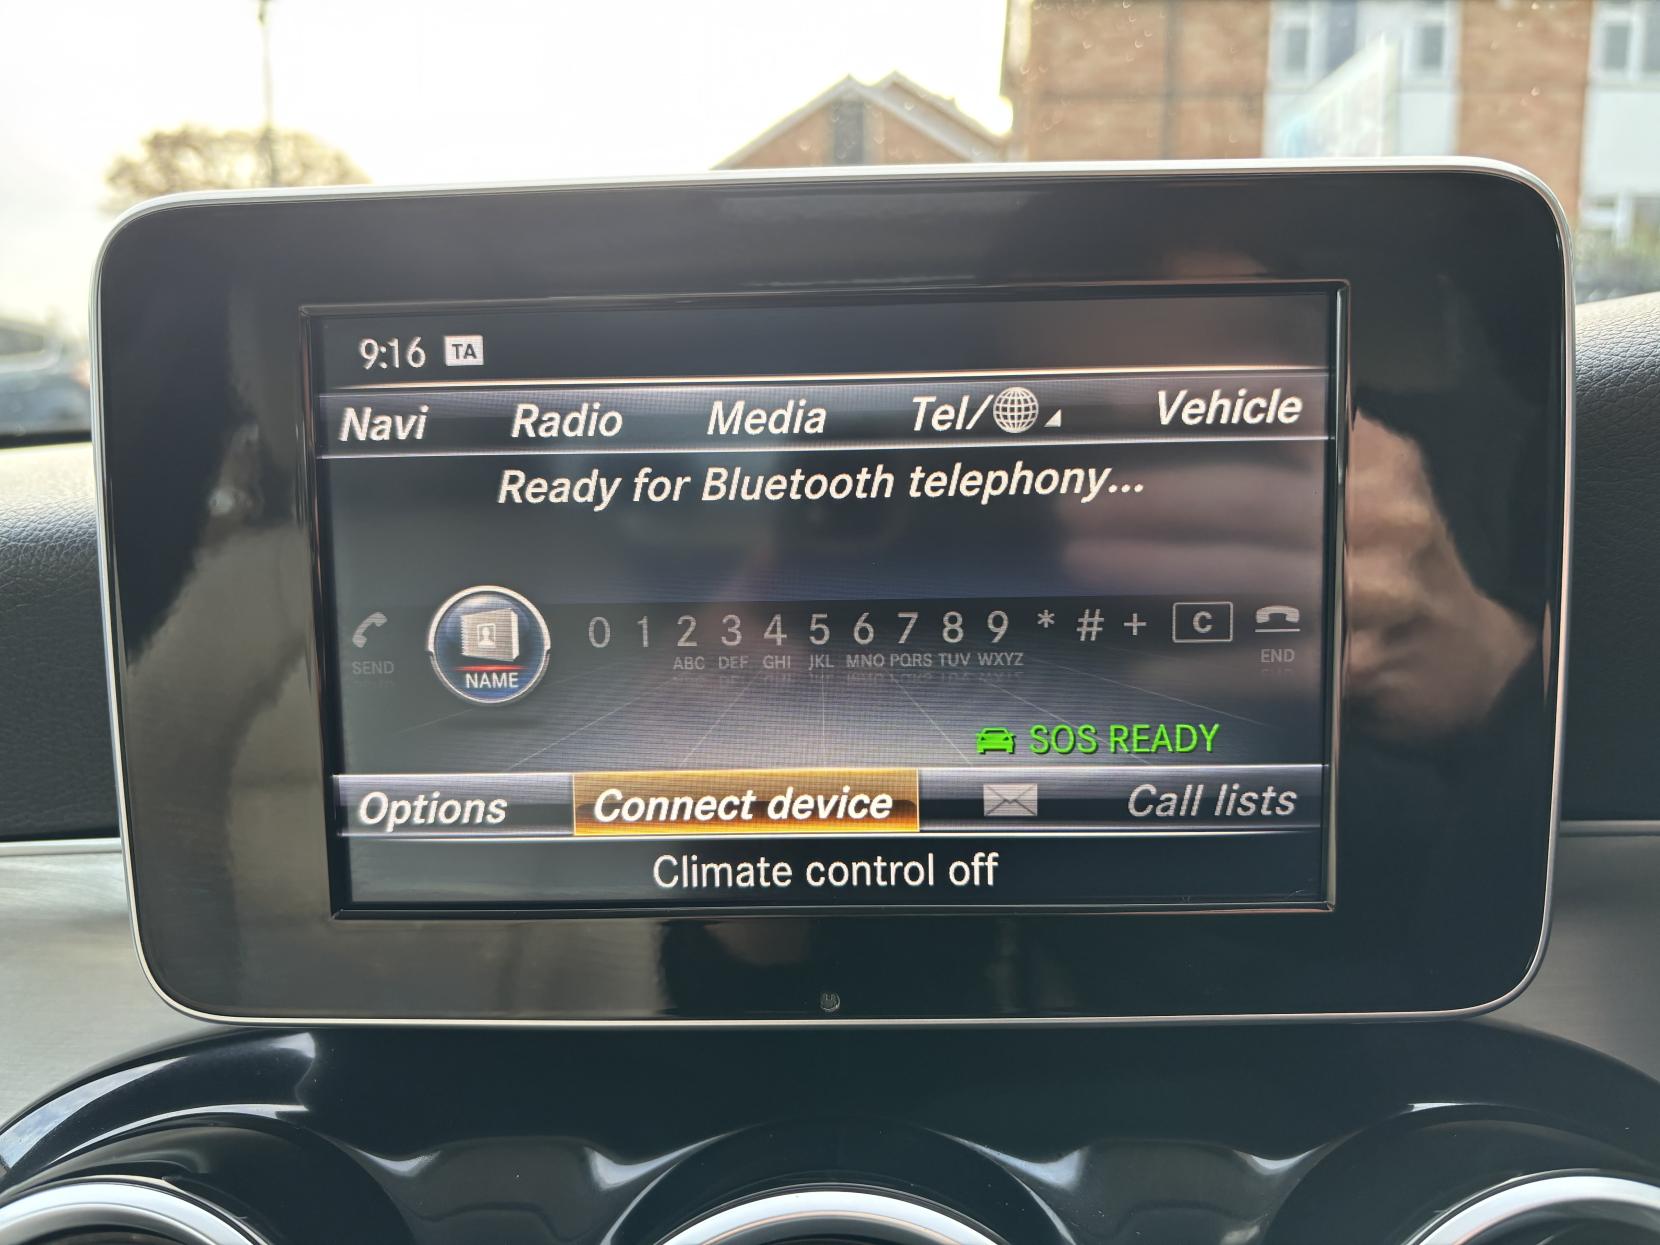 9:16 TA
Navi Radio Media Tel/ Vehicle
Ready for Bluetooth telephony...
0 1 2 3 4 5 6 7 8 9 * # + C
ABC DEF GHI JKL MNO PQRS TUV WXYZ
SEND NAME END
SOS READY
Options Connect device Call lists
Climate control off